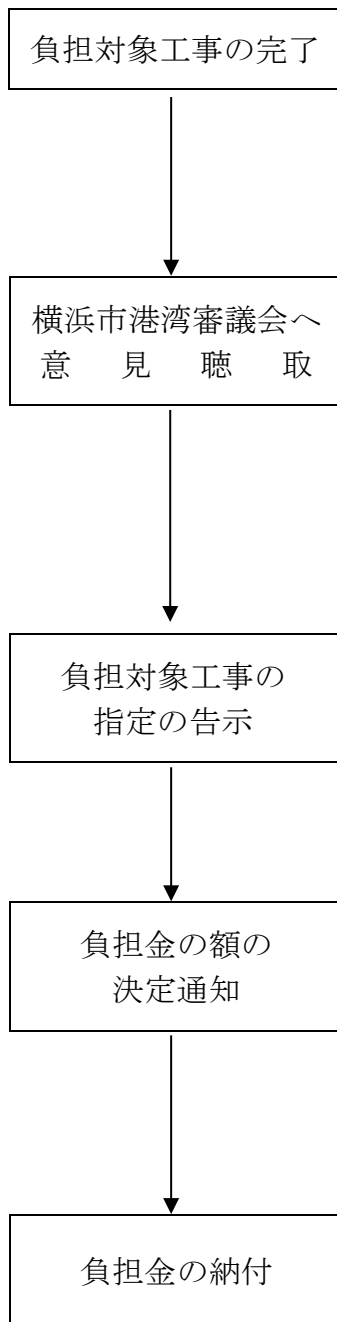 負担対象工事の完了
横浜市港湾審議会へ
意見聴取
負担対象工事の
指定の告示
負担金の額の
決定通知
負担金の納付